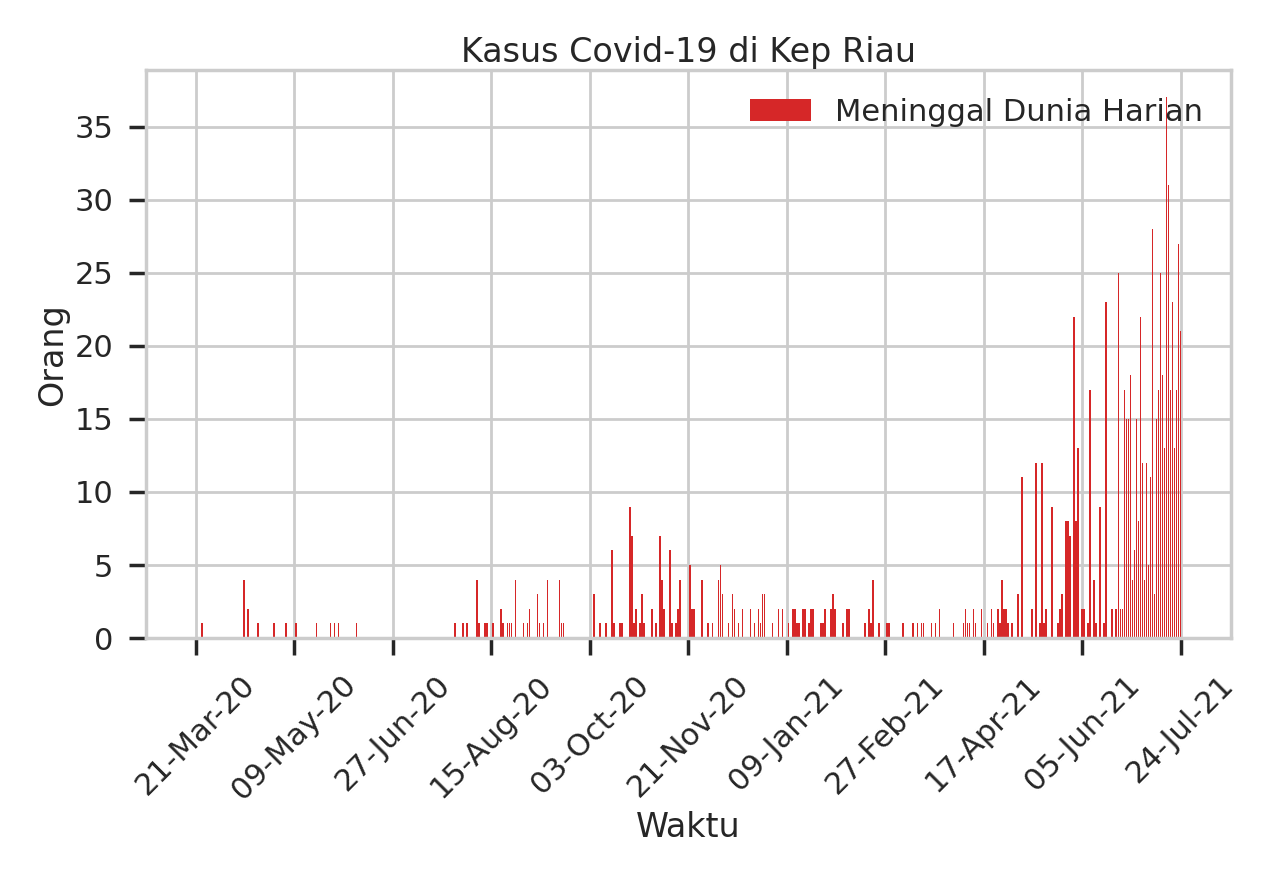 Kasus Covid-19 di Kep Riau
Meninggal Dunia Harian
Orang
35
30
25
20
15
10
5
0
21-Mar-20
09-May-20
27-Jun-20
15-Aug-20
03-Oct-20
21-Nov-20
09-Jan-21
27-Feb-21
17-Apr-21
05-Jun-21
24-Jul-21
Waktu